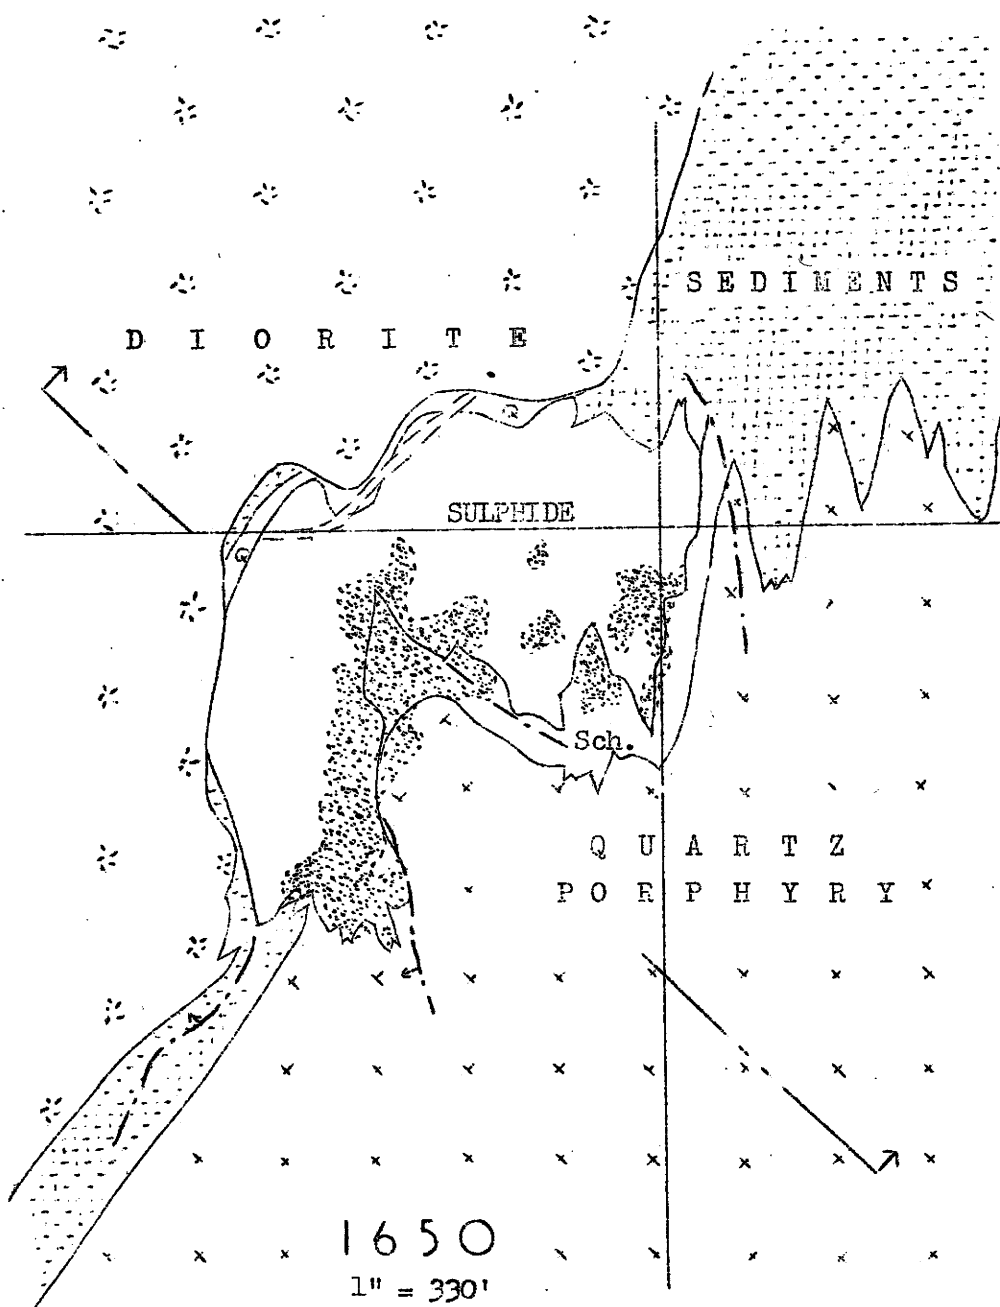 SEDIMENTS
DIORITE
Q
SULPHIDE
Q
Sch.
QUARTZ
PORPHYRY
1650
1" = 330'